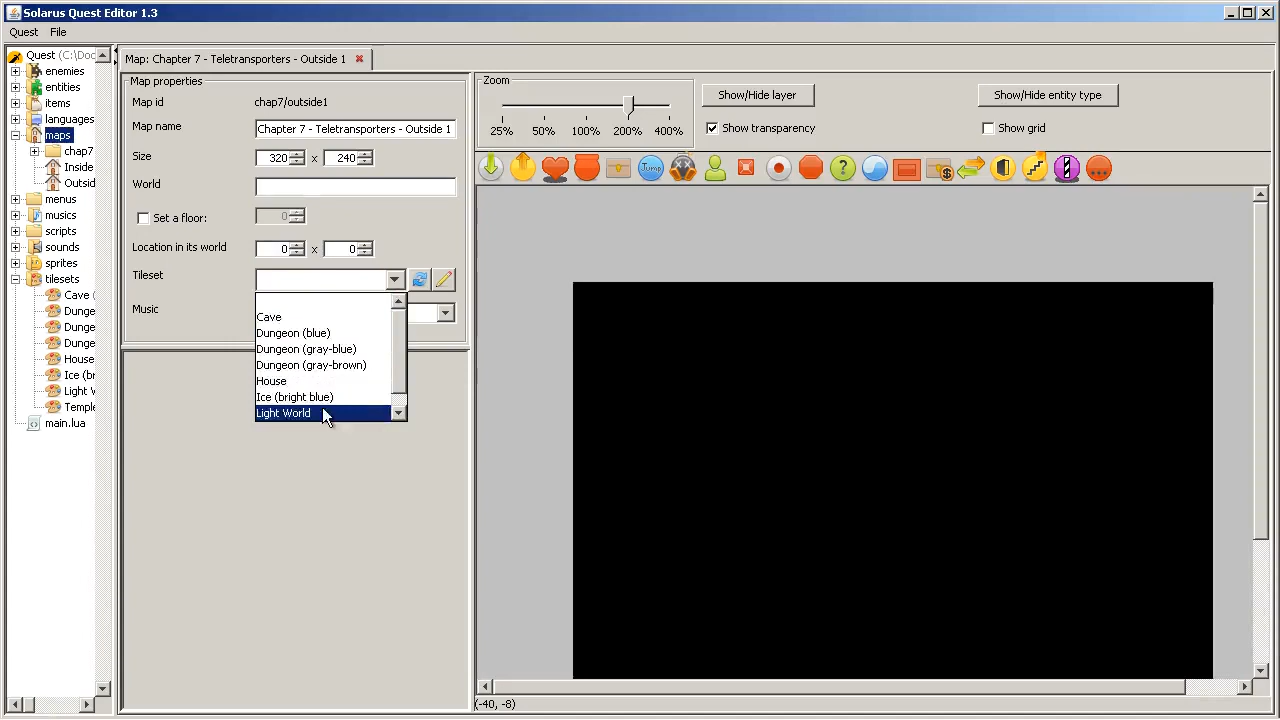 Solarus Quest Editor 1.3
Quest File
Quest (C:\Doc
enemies
entities
items
languages
maps
chap7
Inside
Outsid
menus
musics
scripts
sounds
sprites
tilesets
Cave (
Dunge
Dunge
Dunge
House
Ice (br
Light W
Temple
main.lua
Map: Chapter 7 - Teletransporters - Outside 1
Map properties
Map id chap7/outside1
Map name Chapter 7 - Teletransporters - Outside 1
Size 320 x 240
World
Set a floor: 0
Location in its world 0 x 0
Tileset
Music
Cave
Dungeon (blue)
Dungeon (gray-blue)
Dungeon (gray-brown)
House
Ice (bright blue)
Light World
Zoom
25% 50% 100% 200% 400%
Show/Hide layer
Show/Hide entity type
Show transparency
Show grid
Jump
?
$
...
(-40, -8)